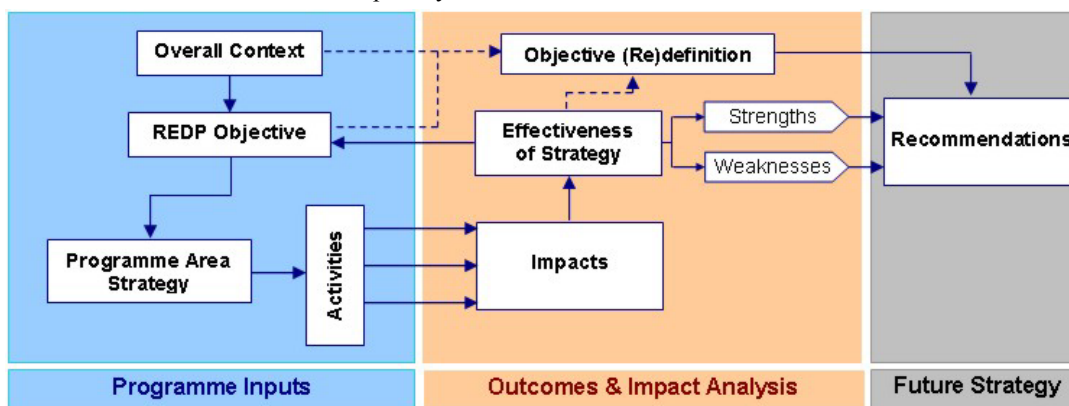 Overall Context
Objective (Re)definition
REDP Objective
Effectiveness
of Strategy
Strengths
Weaknesses
Recommendations
Programme Area
Strategy
Activities
Impacts
Programme Inputs
Outcomes & Impact Analysis
Future Strategy